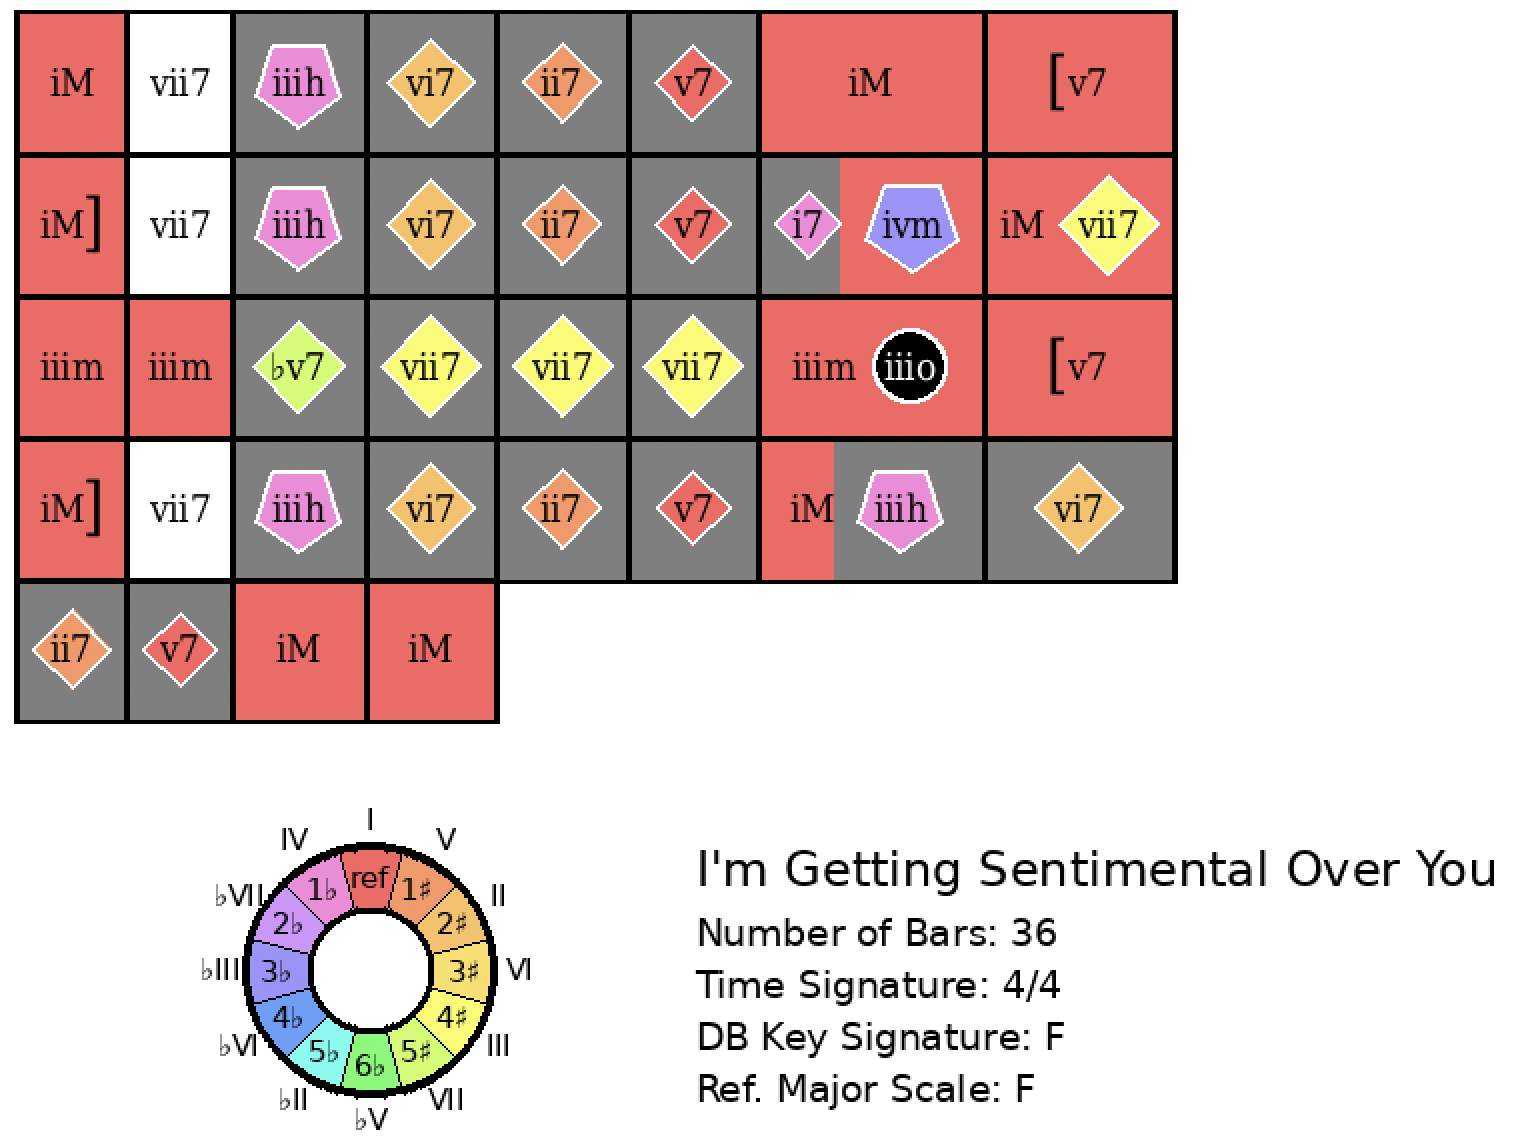 iM vii7 iiih vi7 ii7 v7 iM [v7
iM] vii7 iiih vi7 ii7 v7 i7 ivm iM vii7
iiim iiim ♭v7 vii7 vii7 vii7 iiim iiio [v7
iM] vii7 iiih vi7 ii7 v7 iM iiih vi7
ii7 v7 iM iM
I
IV V
ref
1♭ 1♯
♭VII II
2♭ 2♯
♭III 3♭ 3♯ VI
4♭ 4♯
♭VI III
5♭ 5♯
6♭
♭II VII
♭V
I'm Getting Sentimental Over You
Number of Bars: 36
Time Signature: 4/4
DB Key Signature: F
Ref. Major Scale: F